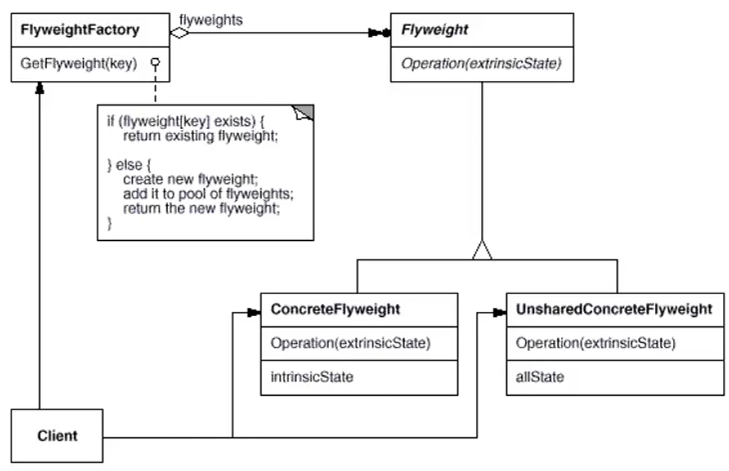 FlyweightFactory
flyweights
Flyweight
GetFlyweight(key)
Operation(extrinsicState)
if (flyweight[key] exists) {
return existing flyweight;
} else {
create new flyweight;
add it to pool of flyweights;
return the new flyweight;
}
ConcreteFlyweight
Operation(extrinsicState)
intrinsicState
UnsharedConcreteFlyweight
Operation(extrinsicState)
allState
Client